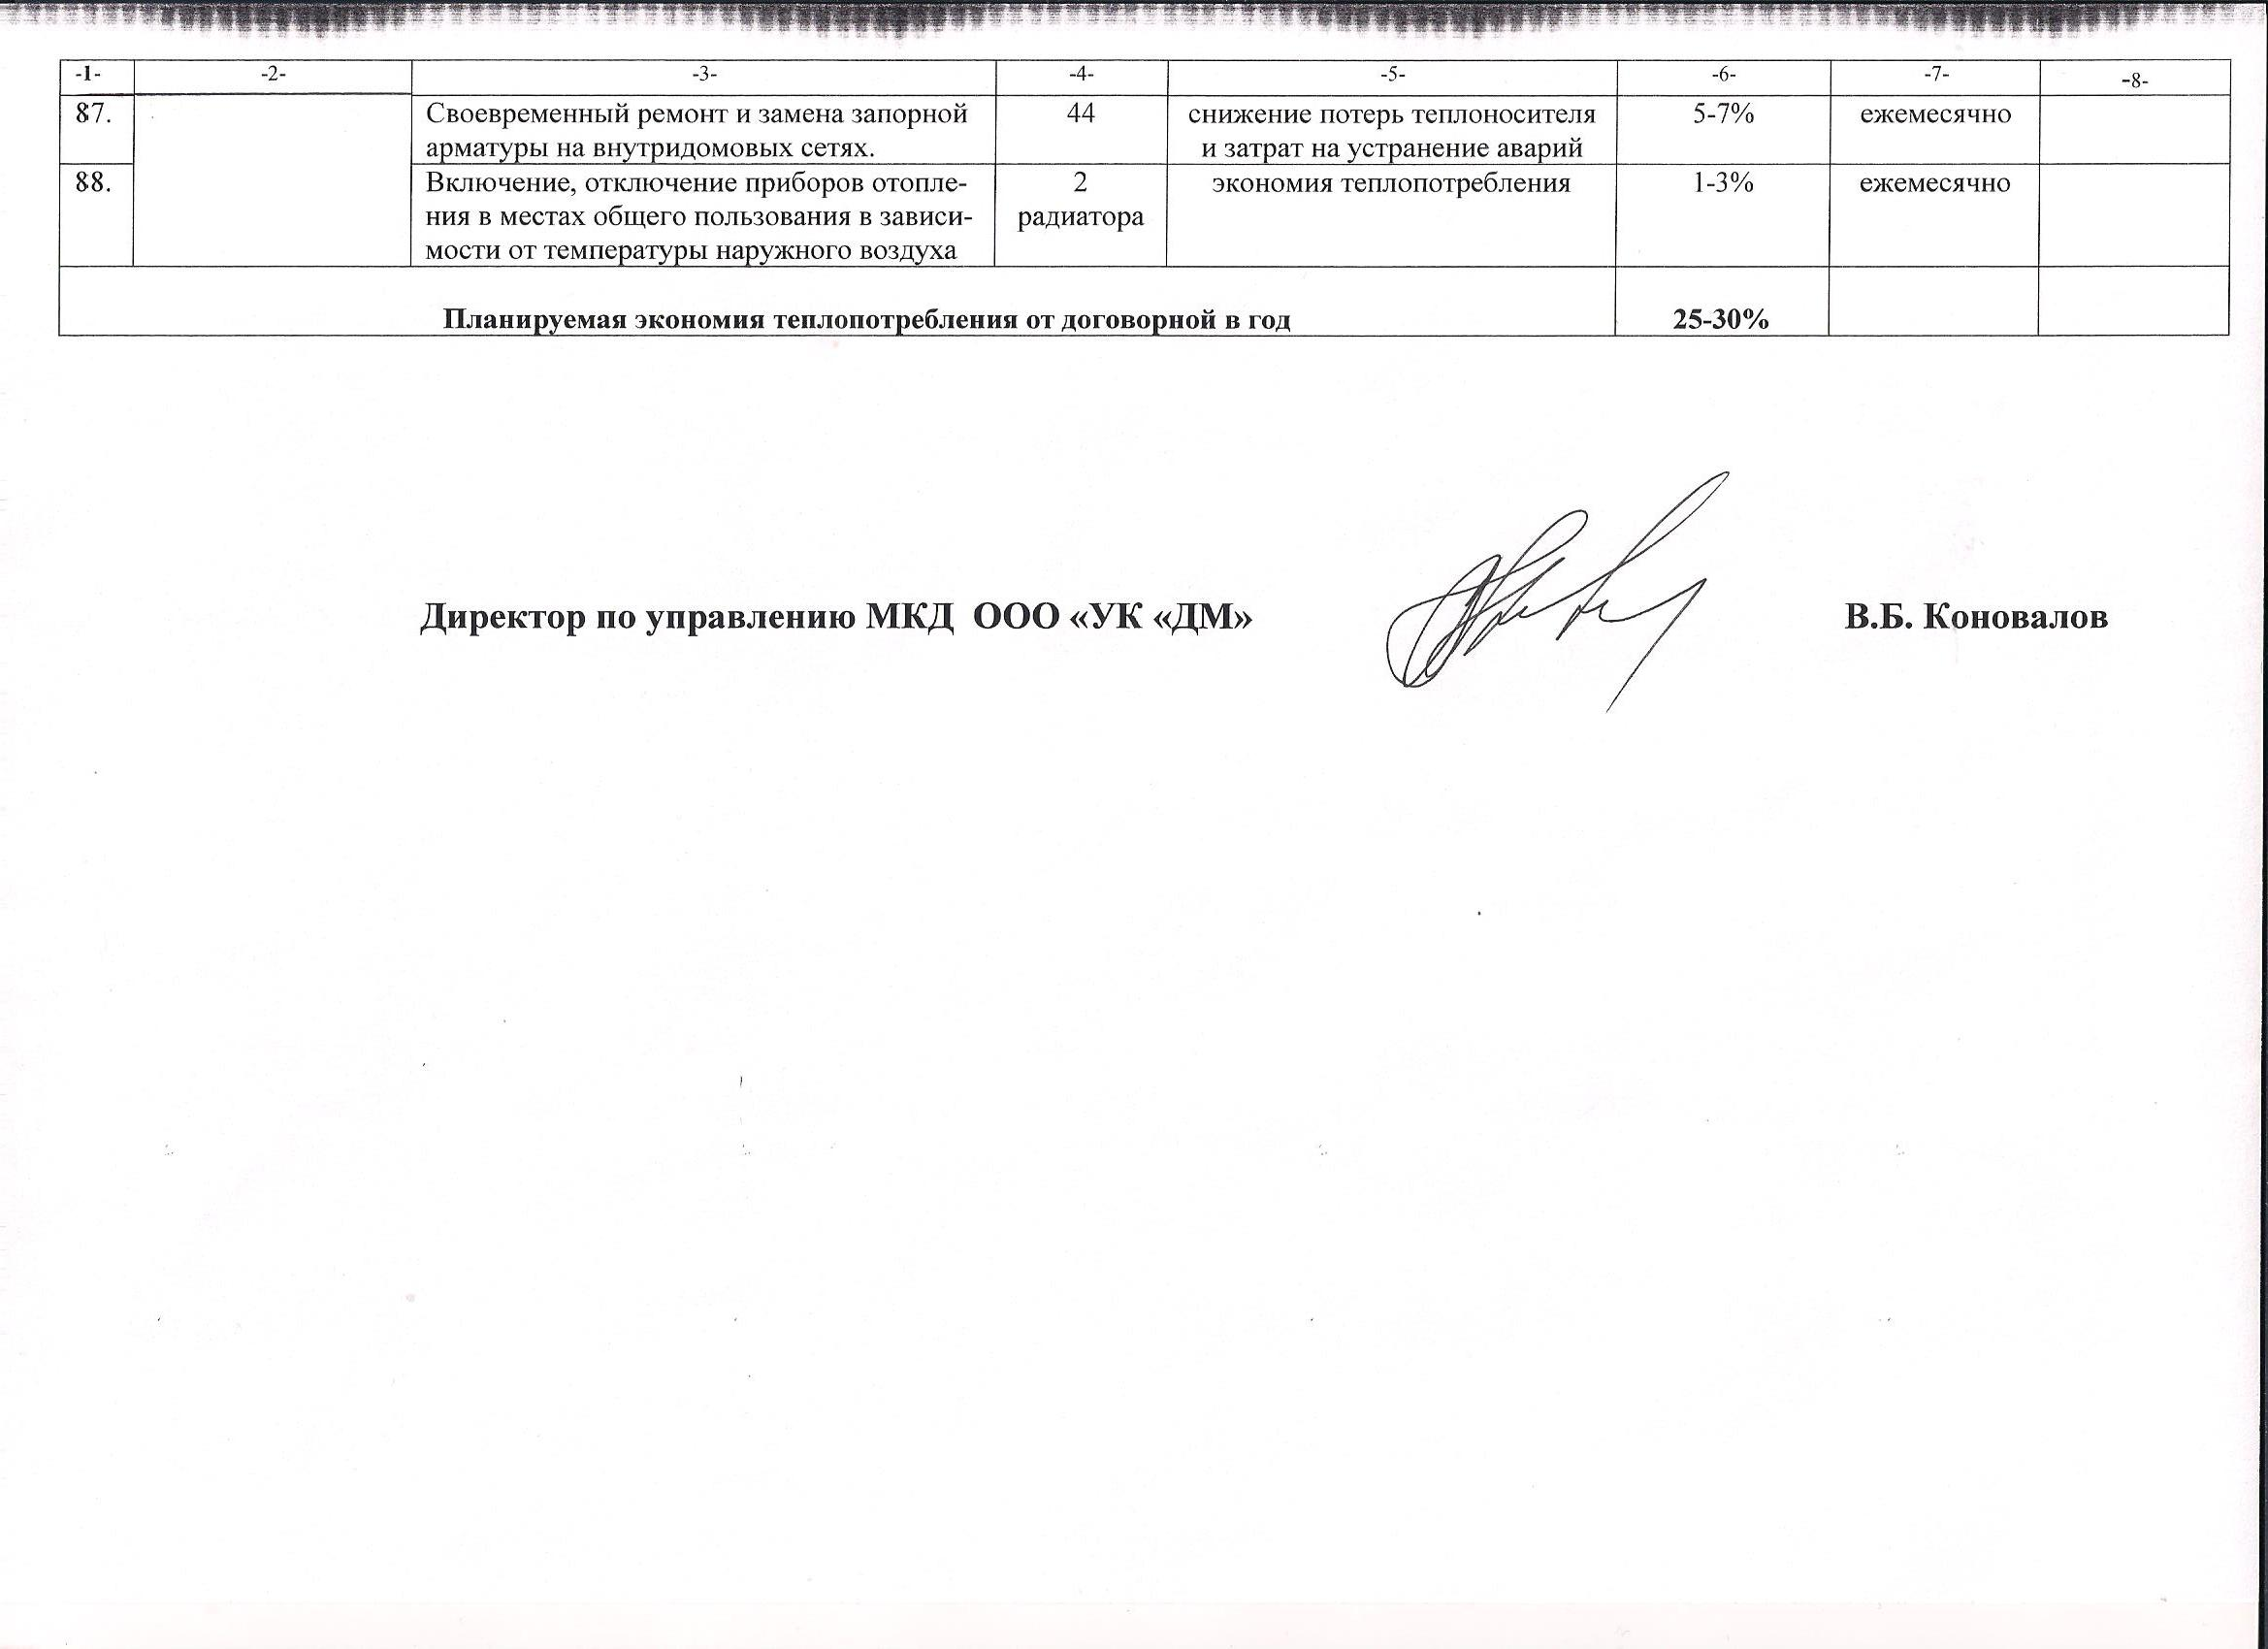 -1- -2- -3- -4- -5- -6- -7- -8-
87. Своевременный ремонт и замена запорной 44 снижение потерь теплоносителя 5-7% ежемесячно
арматуры на внутридомовых сетях. и затрат на устранение аварий
88. Включение, отключение приборов отопле- 2 экономия теплопотребления 1-3% ежемесячно
ния в местах общего пользования в зависи- радиатора
мости от температуры наружного воздуха
Планируемая экономия теплопотребления от договорной в год 25-30%
Директор по управлению МКД ООО «УК «ДМ» В.Б. Коновалов